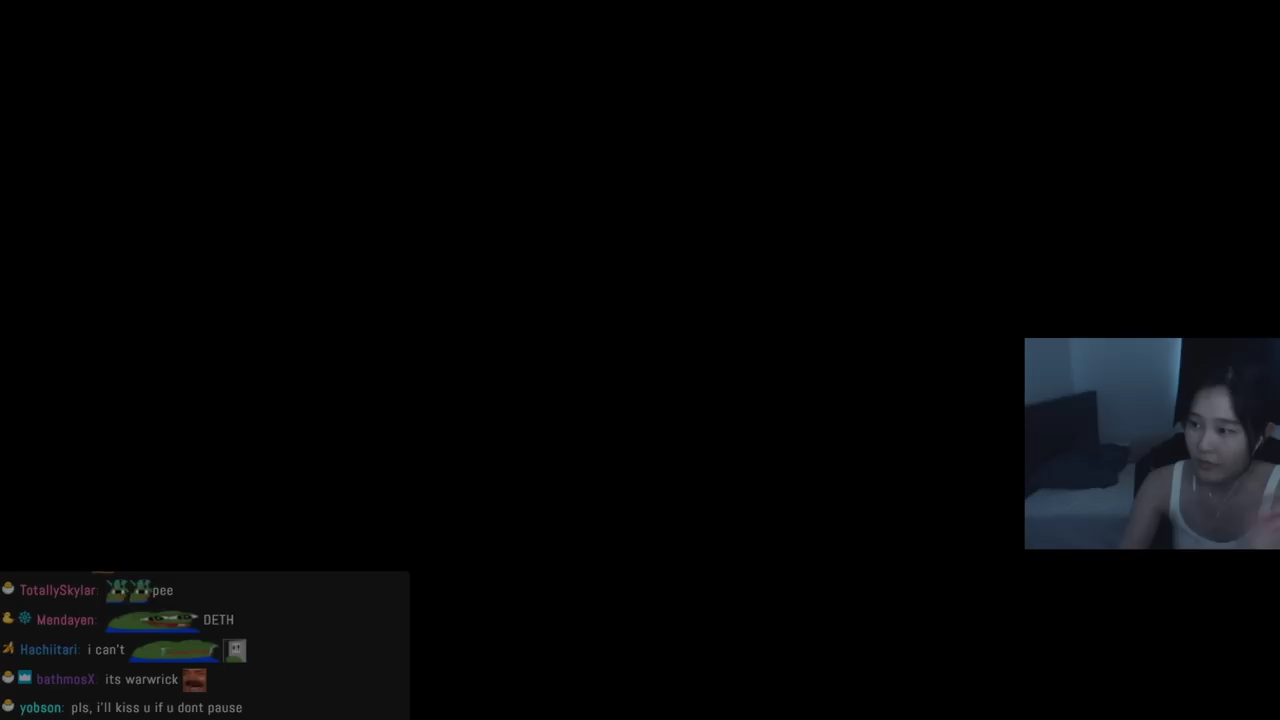 TotallySkylar: pee
Mendayen: DETH
Hachiitari: i can't
bathmosX: its warwrick
yobson: pls, i'll kiss u if u dont pause